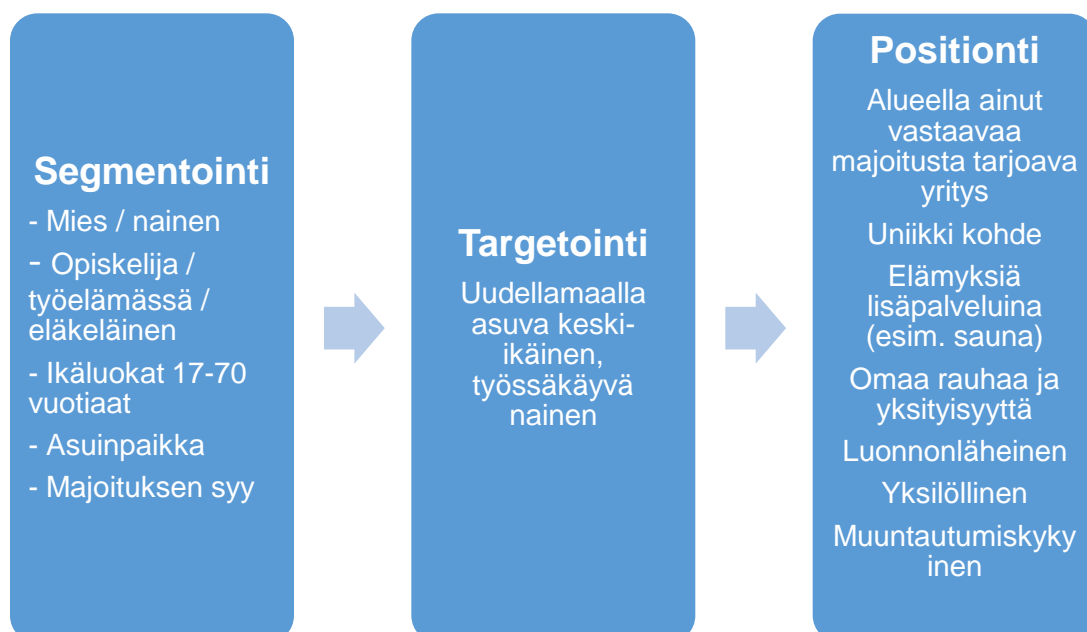 Segmentointi
- Mies / nainen
- Opiskelija /
työelämässä /
eläkeläinen
- Ikäluokat 17-70
vuotiaat
- Asuinpaikka
- Majoituksen syy
Targetointi
Uudellamaalla
asuva keski-
ikäinen,
työssäkäyvä
nainen
Positionti
Alueella ainut
vastaavaa
majoitusta tarjoava
yritys
Uniikki kohde
Elämyksiä
lisäpalveluina
(esim. sauna)
Omaa rauhaa ja
yksityisyyttä
Luonnonläheinen
Yksilöllinen
Muuntautumiskyky
inen